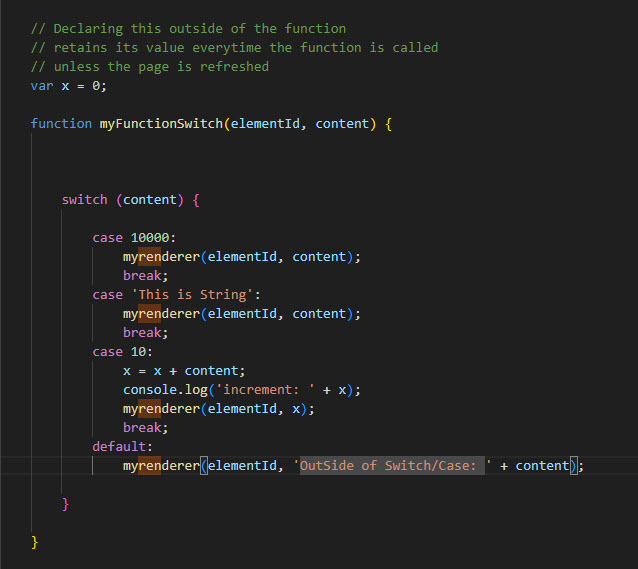 // Declaring this outside of the function
// retains its value everytime the function is called
// unless the page is refreshed
var x = 0;
function myFunctionSwitch(elementId, content) {
switch (content) {
case 10000:
myrenderer(elementId, content);
break;
case 'This is String':
myrenderer(elementId, content);
break;
case 10:
x = x + content;
console.log('increment: ' + x);
myrenderer(elementId, x);
break;
default:
myrenderer(elementId, 'OutSide of Switch/Case: ' + content);
}
}